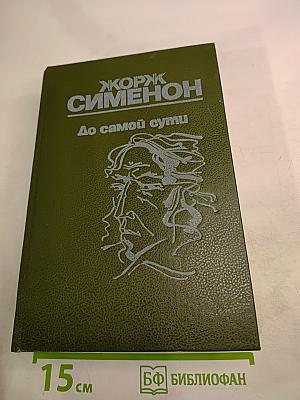 ЖОРЖ
СИМЕНОН
До самой сути
15 см
БФ БИБЛИОФАН